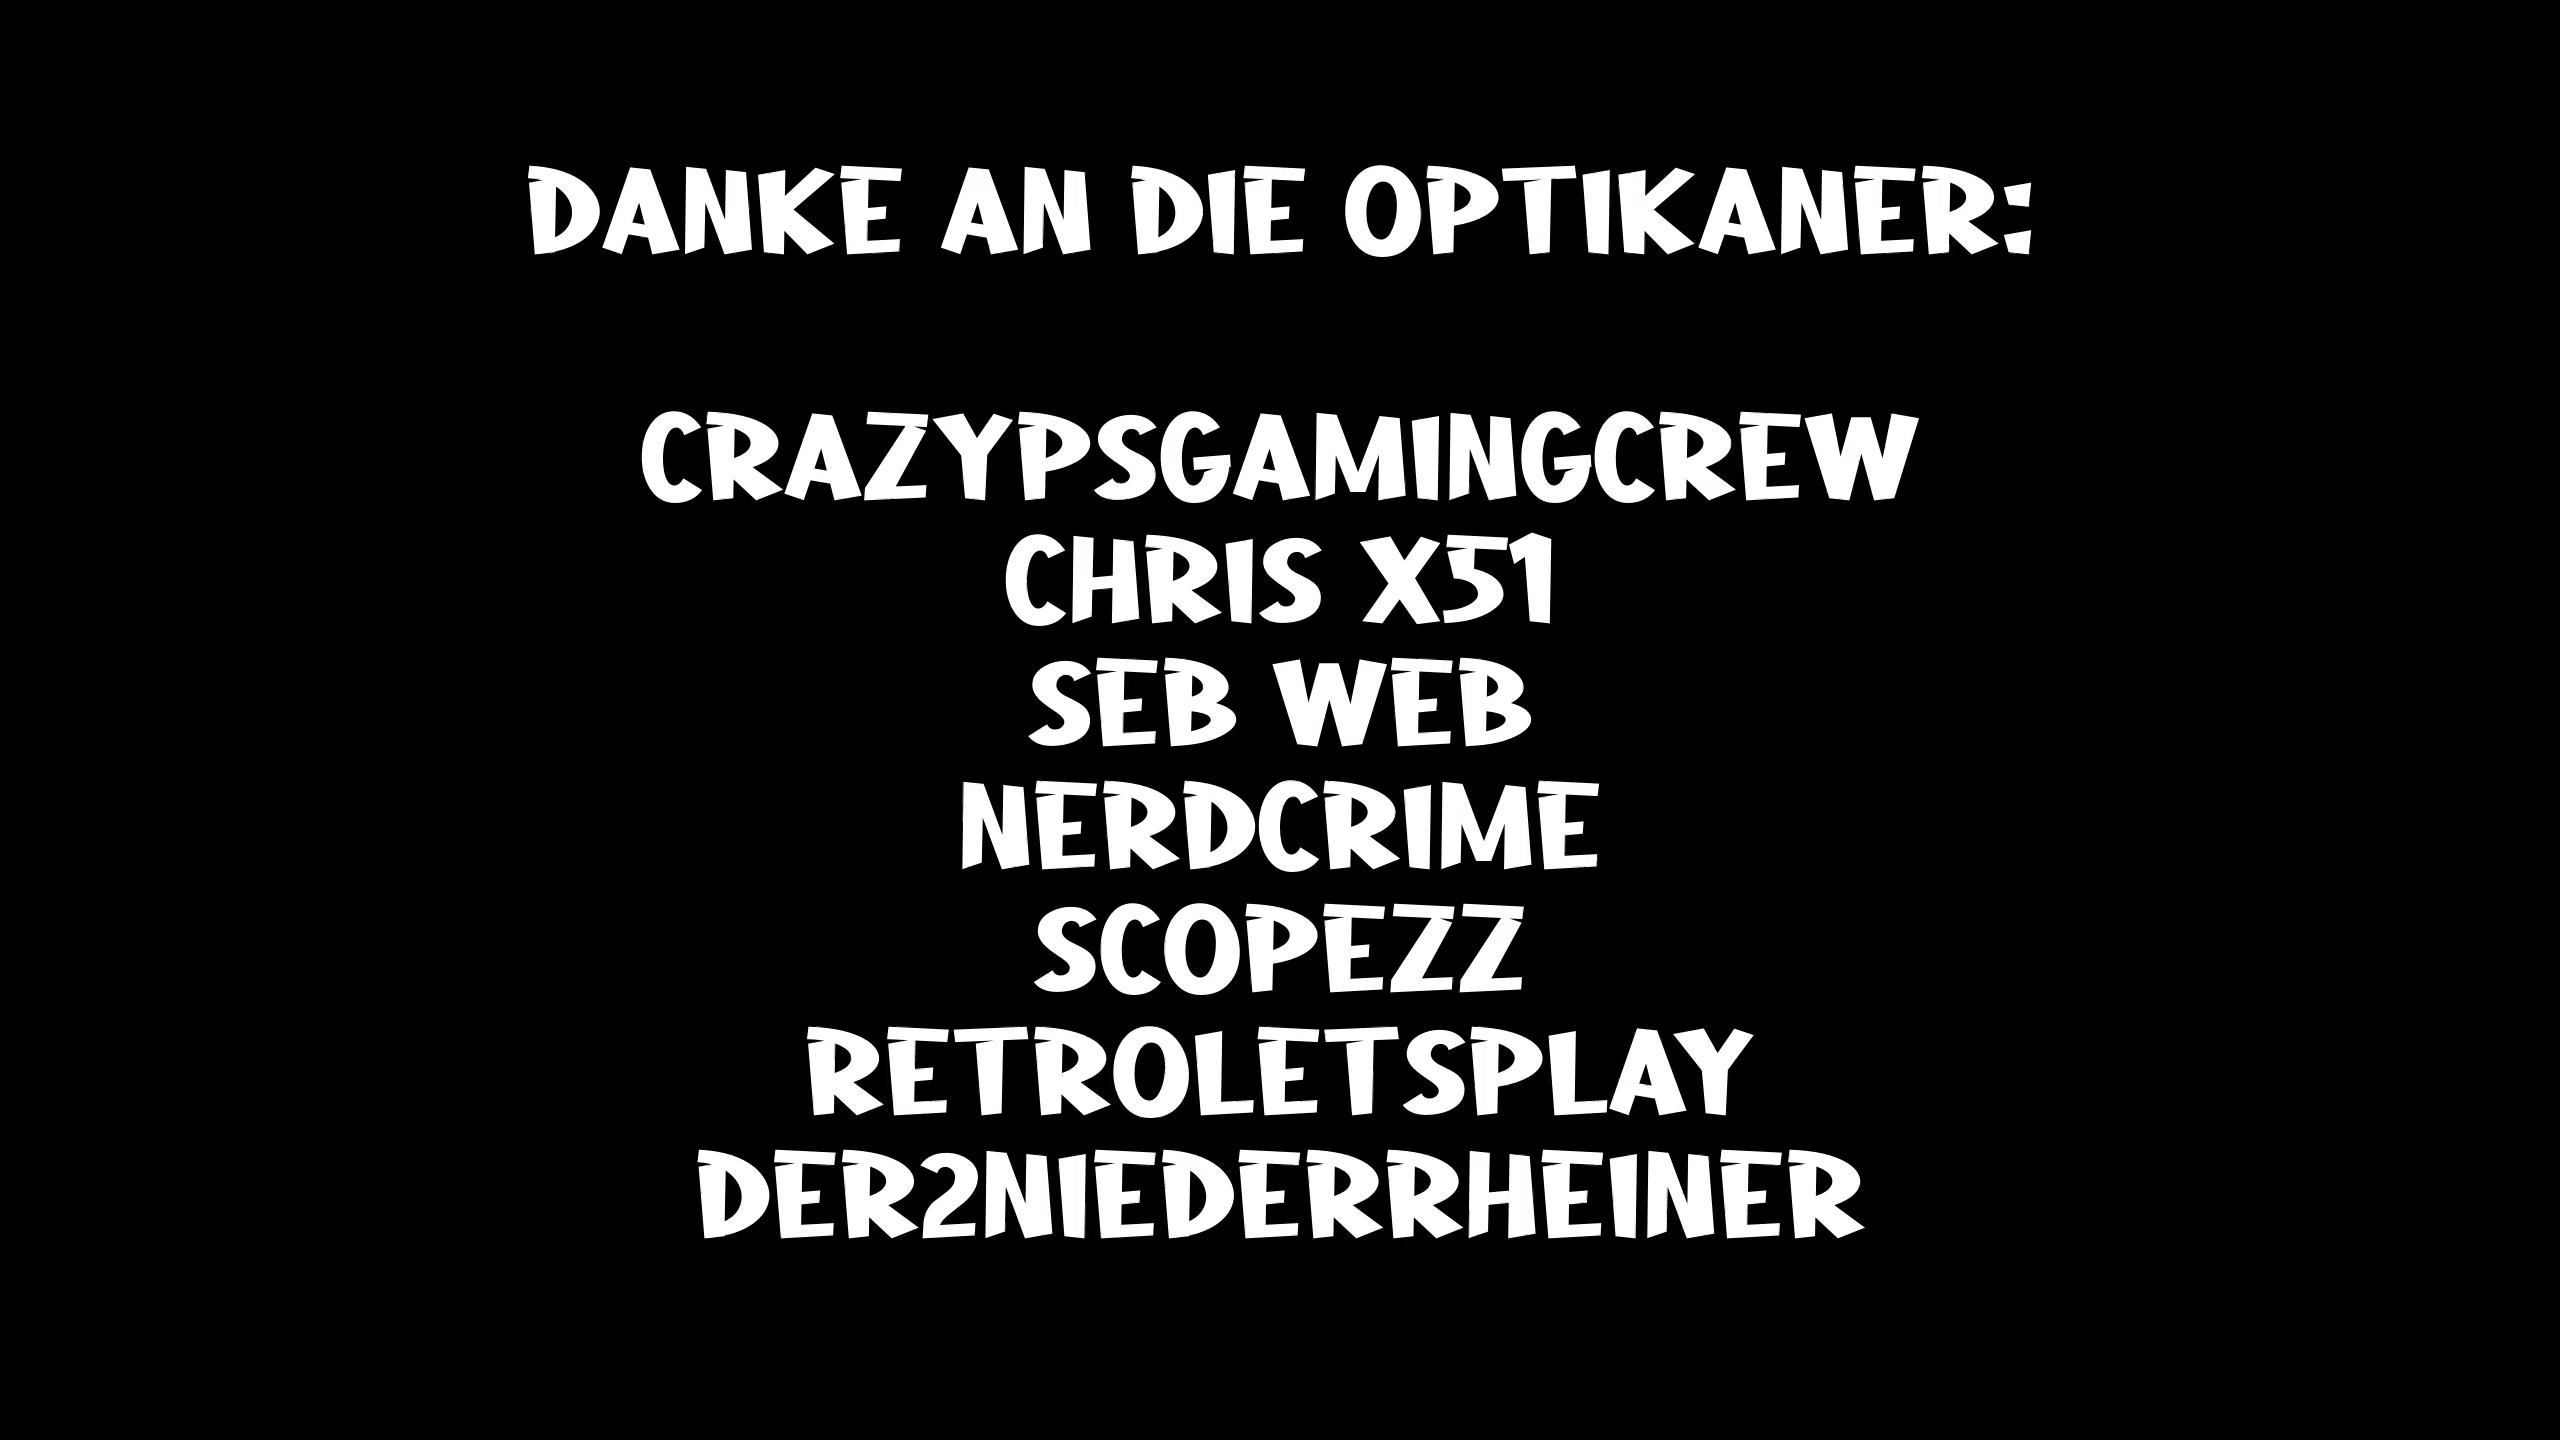 DANKE AN DIE OPTIKANER:
CRAZYPSGAMINGCREW
CHRIS X51
SEB WEB
NERDCRIME
SCOPEZZ
RETROLETSPLAY
DER2NIEDERRHEINER